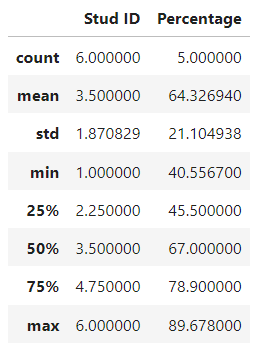 Stud ID Percentage
count 6.000000 5.000000
mean 3.500000 64.326940
std 1.870829 21.104938
min 1.000000 40.556700
25% 2.250000 45.500000
50% 3.500000 67.000000
75% 4.750000 78.900000
max 6.000000 89.678000